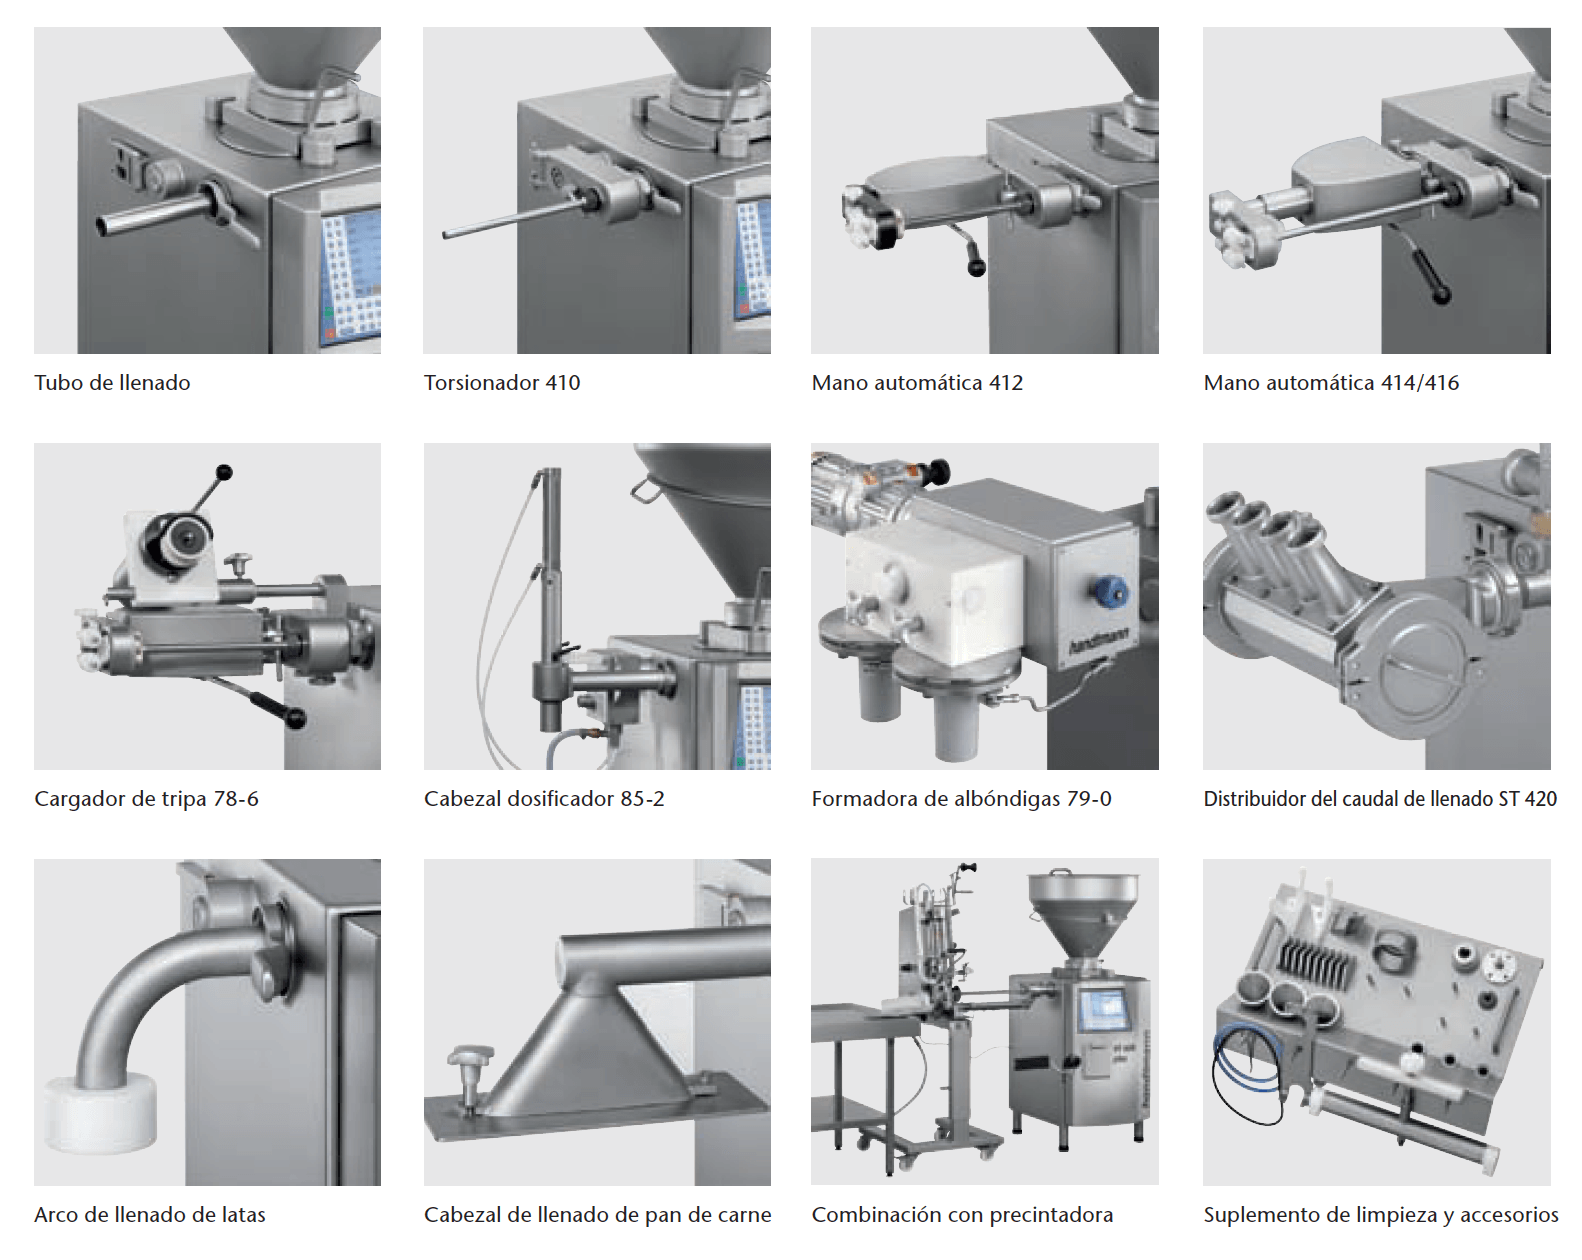 Tubo de llenado
Torsionador 410
Mano automática 412
Mano automática 414/416
handtmann
Cargador de tripa 78-6
Cabezal dosificador 85-2
Formadora de albóndigas 79-0
Distribuidor del caudal de llenado ST 420
Arco de llenado de latas
Cabezal de llenado de pan de carne
Combinación con precintadora
Suplemento de limpieza y accesorios